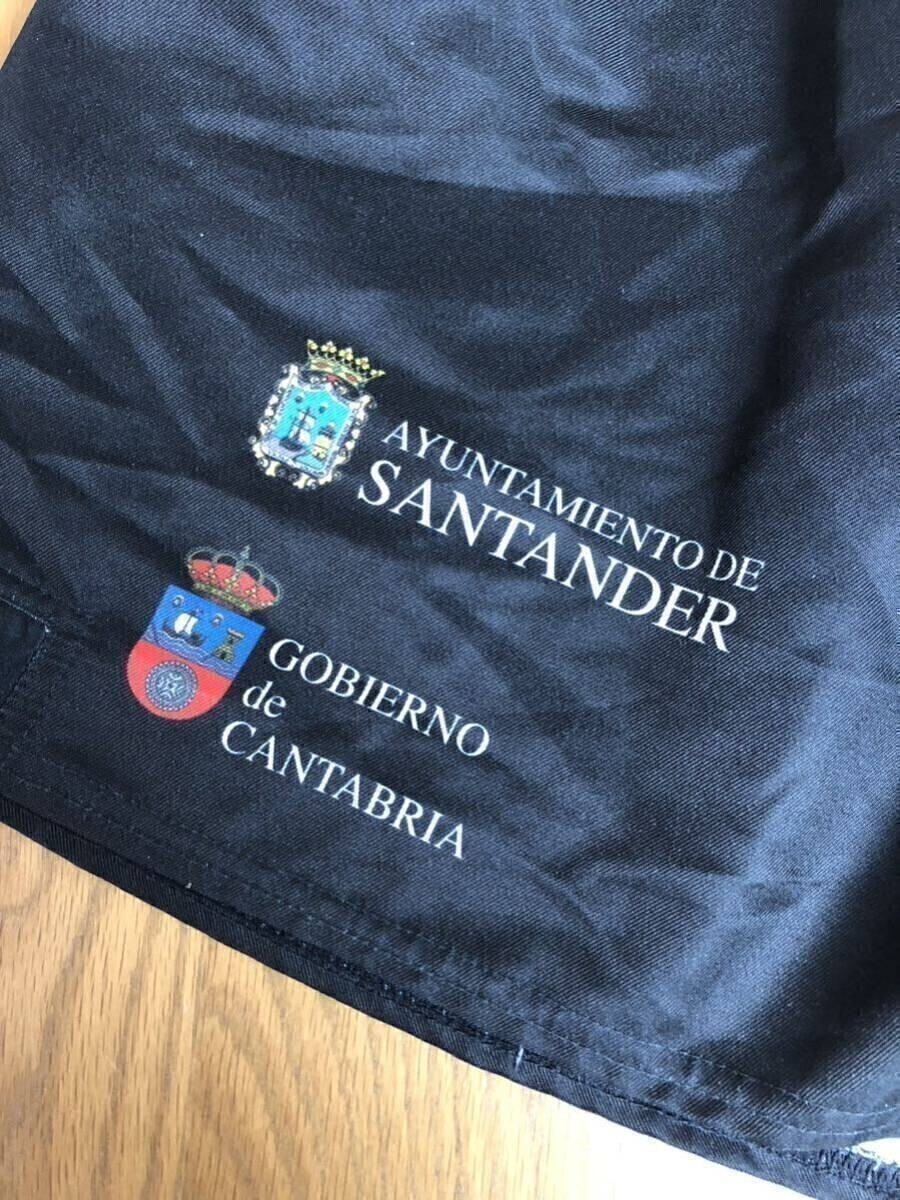 AYUNTAMIENTO DE
SANTANDER
GOBIERNO
de
CANTABRIA